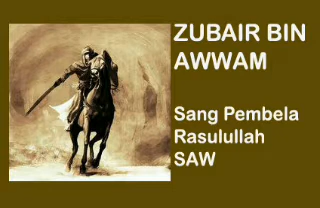 ZUBAIR BIN
AWWAM
Sang Pembela
Rasulullah
SAW